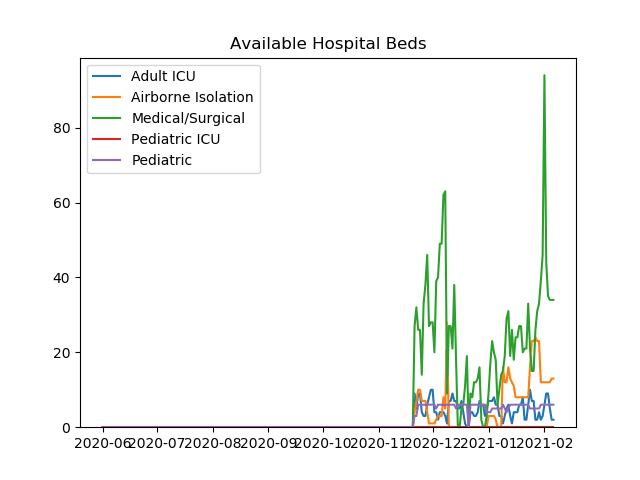 Available Hospital Beds
Adult ICU
Airborne Isolation
Medical/Surgical
Pediatric ICU
Pediatric
80
60
40
20
0
2020-06 2020-07 2020-08 2020-09 2020-10 2020-11 2020-12 2021-01 2021-02